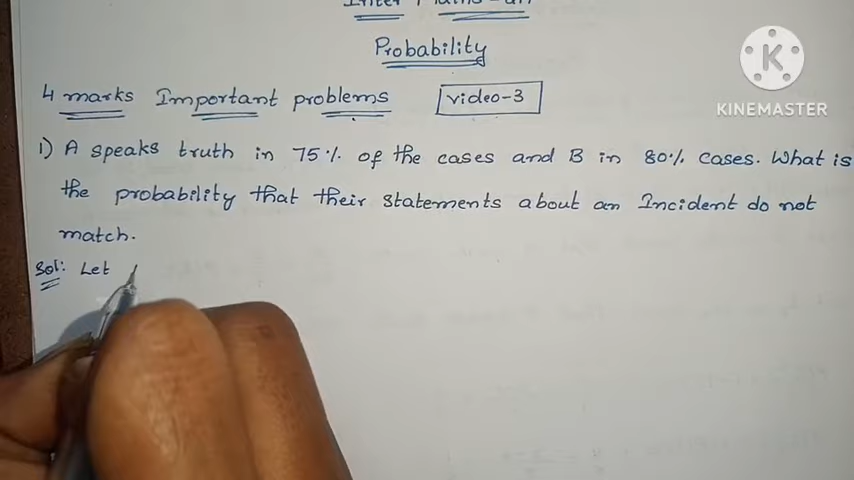 Probability
4 marks Important problems video-3
KINEMASTER
1) A speaks truth in 75% of the cases and B in 80% cases. What is
the probability that their statements about an Incident do not
match.
Sol: Let